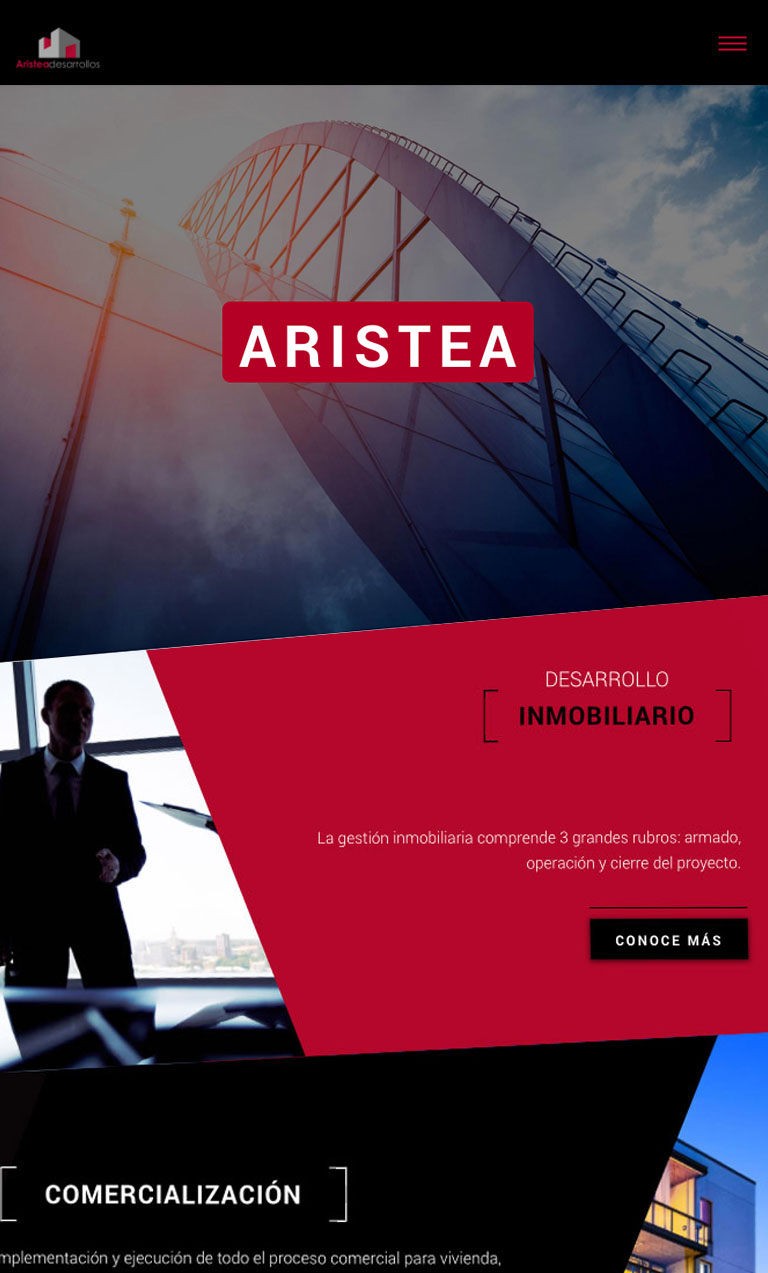 Aristeadesarrollos
ARISTEA
DESARROLLO
INMOBILIARIO
La gestión inmobiliaria comprende 3 grandes rubros: armado,
operación y cierre del proyecto.
CONOCE MÁS
COMERCIALIZACIÓN
mplementación y ejecución de todo el proceso comercial para vivienda,